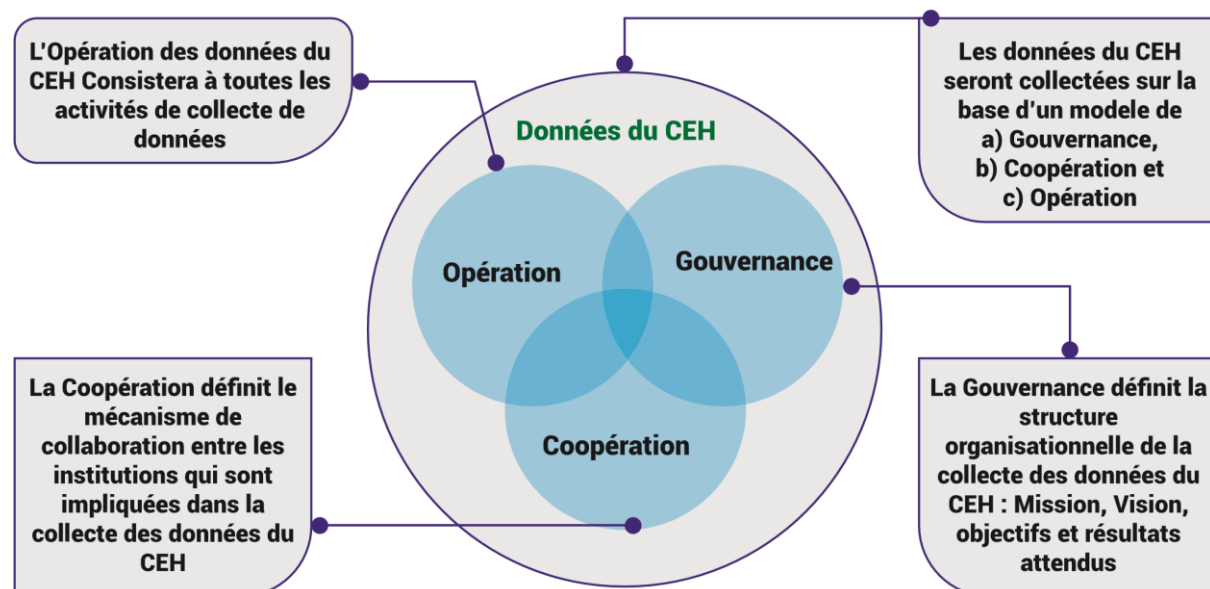 L'Opération des données du
CEH Consistera à toutes les
activités de collecte de
données
Les données du CEH
seront collectées sur la
base d'un modele de
a) Gouvernance,
b) Coopération et
c) Opération
Données du CEH
Opération
Gouvernance
Coopération
La Coopération définit le
mécanisme de
collaboration entre les
institutions qui sont
impliquées dans la
collecte des données du
CEH
La Gouvernance définit la
structure
organisationnelle de la
collecte des données du
CEH : Mission, Vision,
objectifs et résultats
attendus